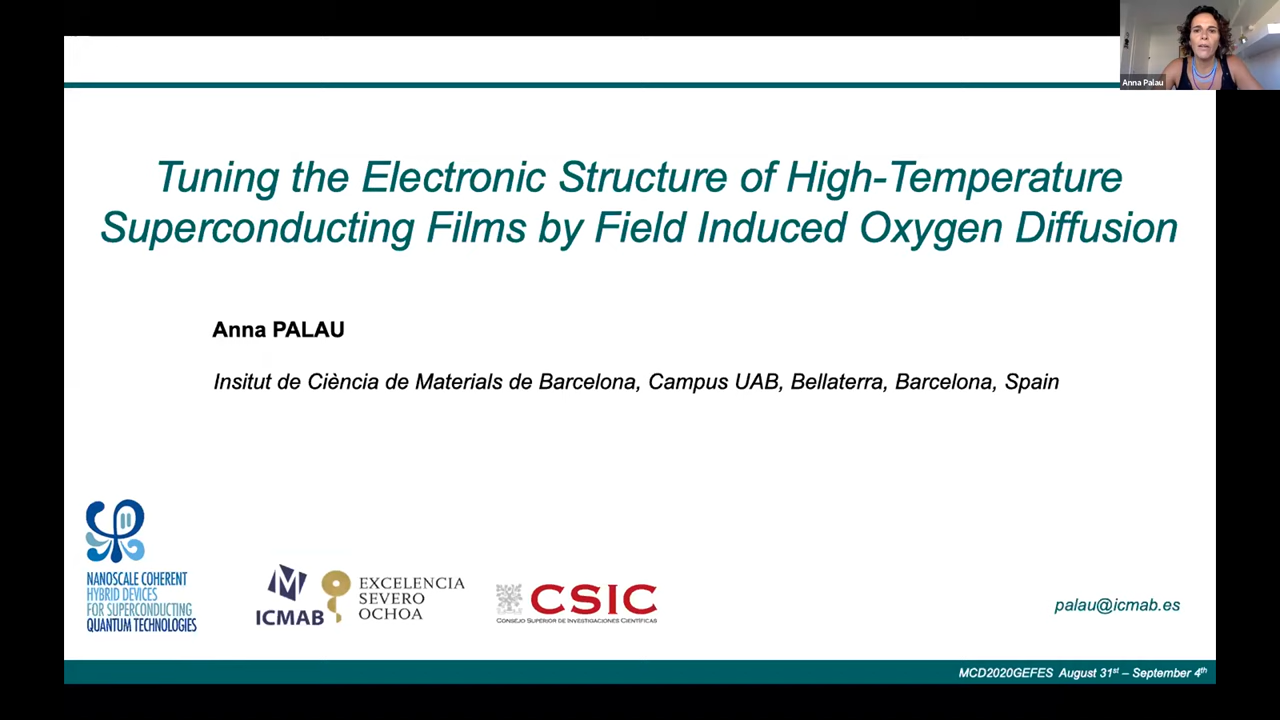 Anna Palau
Tuning the Electronic Structure of High-Temperature
Superconducting Films by Field Induced Oxygen Diffusion
Anna PALAU
Insitut de Ciència de Materials de Barcelona, Campus UAB, Bellaterra, Barcelona, Spain
NANOSCALE COHERENT
HYBRID DEVICES
FOR SUPERCONDUCTING
QUANTUM TECHNOLOGIES
ICMAB
EXCELENCIA
SEVERO
OCHOA
CSIC
CONSEJO SUPERIOR DE INVESTIGACIONES CIENTÍFICAS
palau@icmab.es
MCD2020GEFES August 31st – September 4th